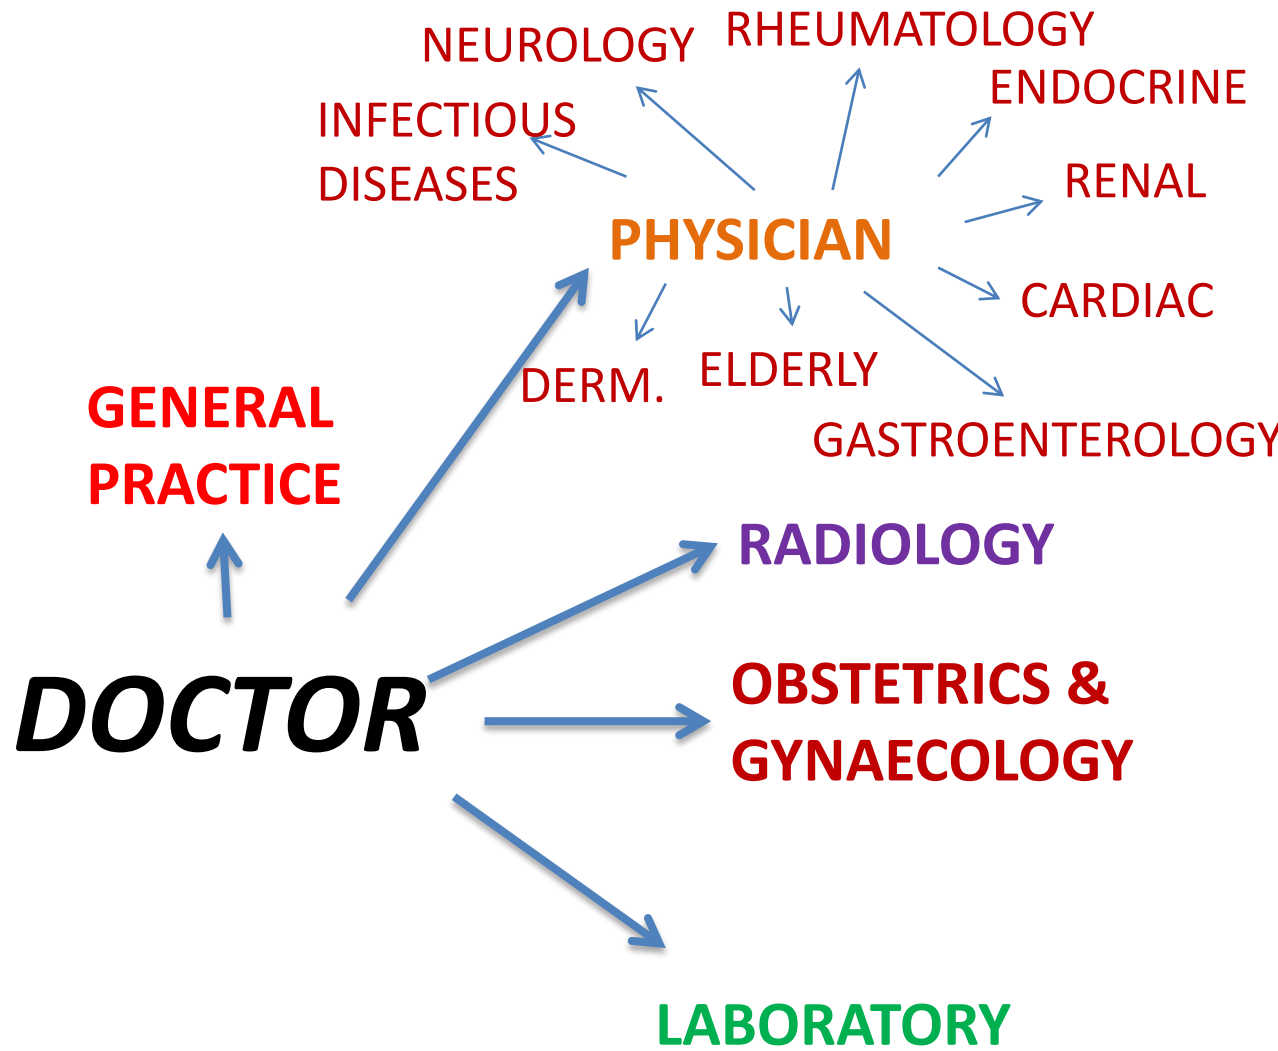 NEUROLOGY
RHEUMATOLOGY
ENDOCRINE
INFECTIOUS
DISEASES
RENAL
PHYSICIAN
CARDIAC
DERM.
ELDERLY
GASTROENTEROLOGY
GENERAL
PRACTICE
RADIOLOGY
DOCTOR
OBSTETRICS &
GYNAECOLOGY
LABORATORY